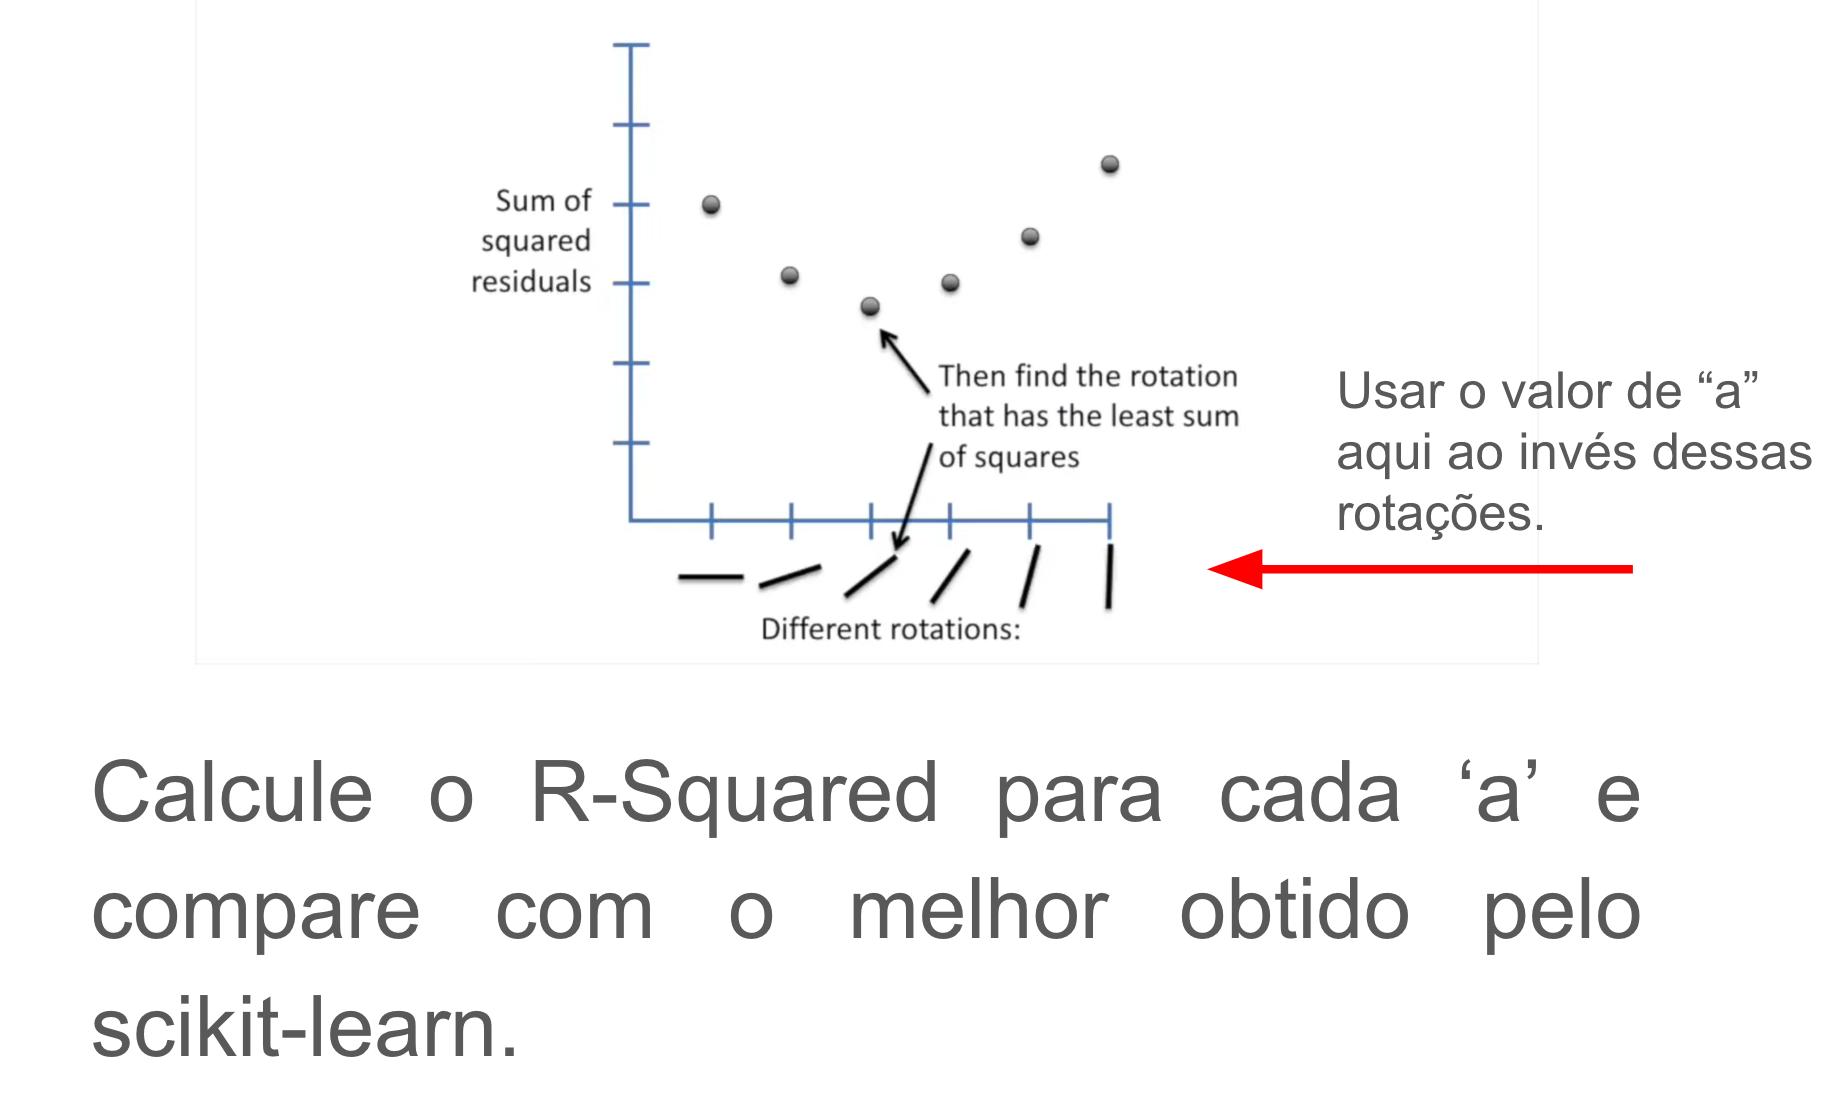 Sum of
squared
residuals
Then find the rotation
that has the least sum
of squares
Usar o valor de “a”
aqui ao invés dessas
rotações.
Different rotations:
Calcule o R-Squared para cada ‘a’ e
compare com o melhor obtido pelo
scikit-learn.